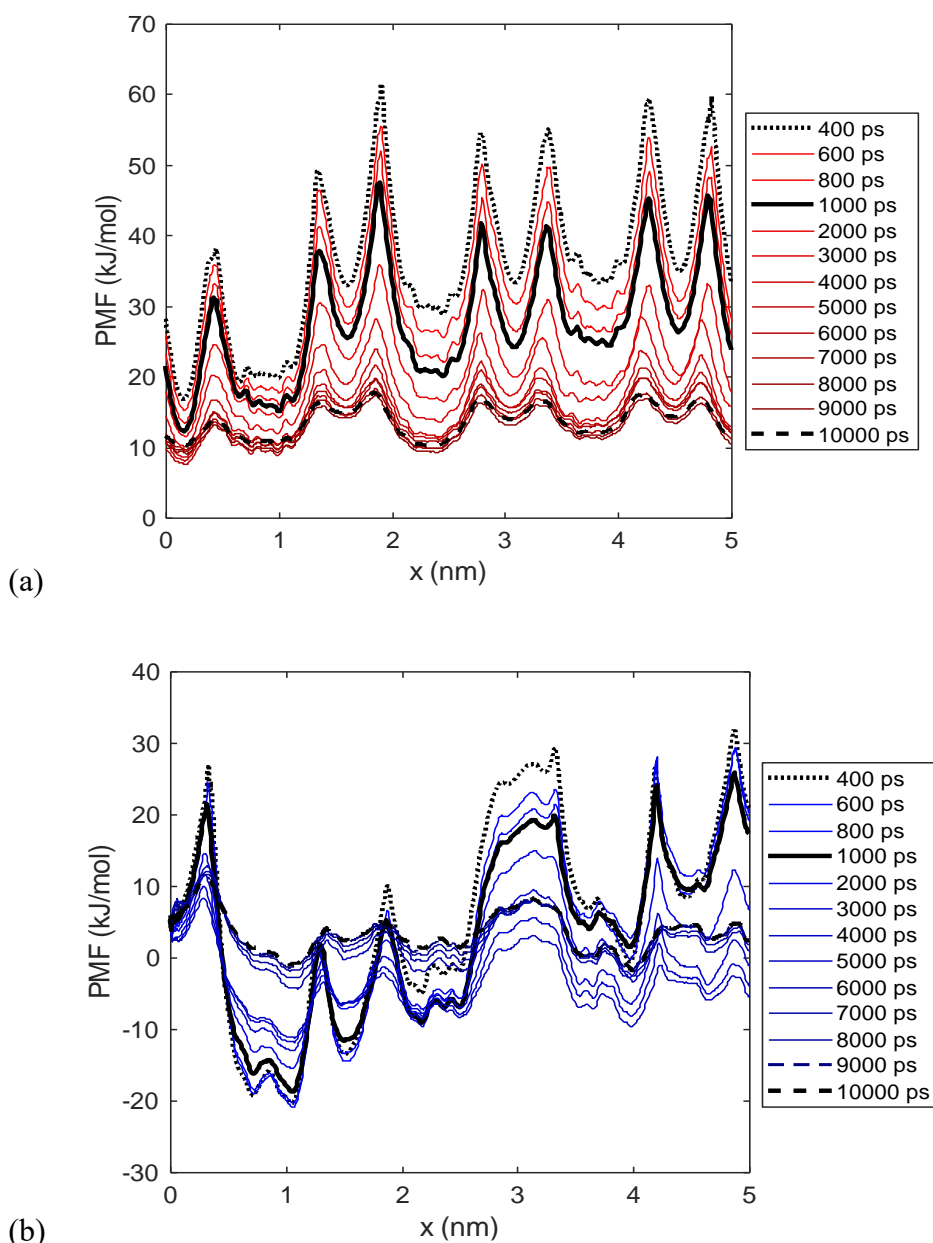 70
60
50
40
30
20
10
0
PMF (kJ/mol)
0 1 2 3 4 5
x (nm)
400 ps
600 ps
800 ps
1000 ps
2000 ps
3000 ps
4000 ps
5000 ps
6000 ps
7000 ps
8000 ps
9000 ps
10000 ps
(a)
40
30
20
10
0
-10
-20
-30
PMF (kJ/mol)
0 1 2 3 4 5
x (nm)
400 ps
600 ps
800 ps
1000 ps
2000 ps
3000 ps
4000 ps
5000 ps
6000 ps
7000 ps
8000 ps
9000 ps
10000 ps
(b)